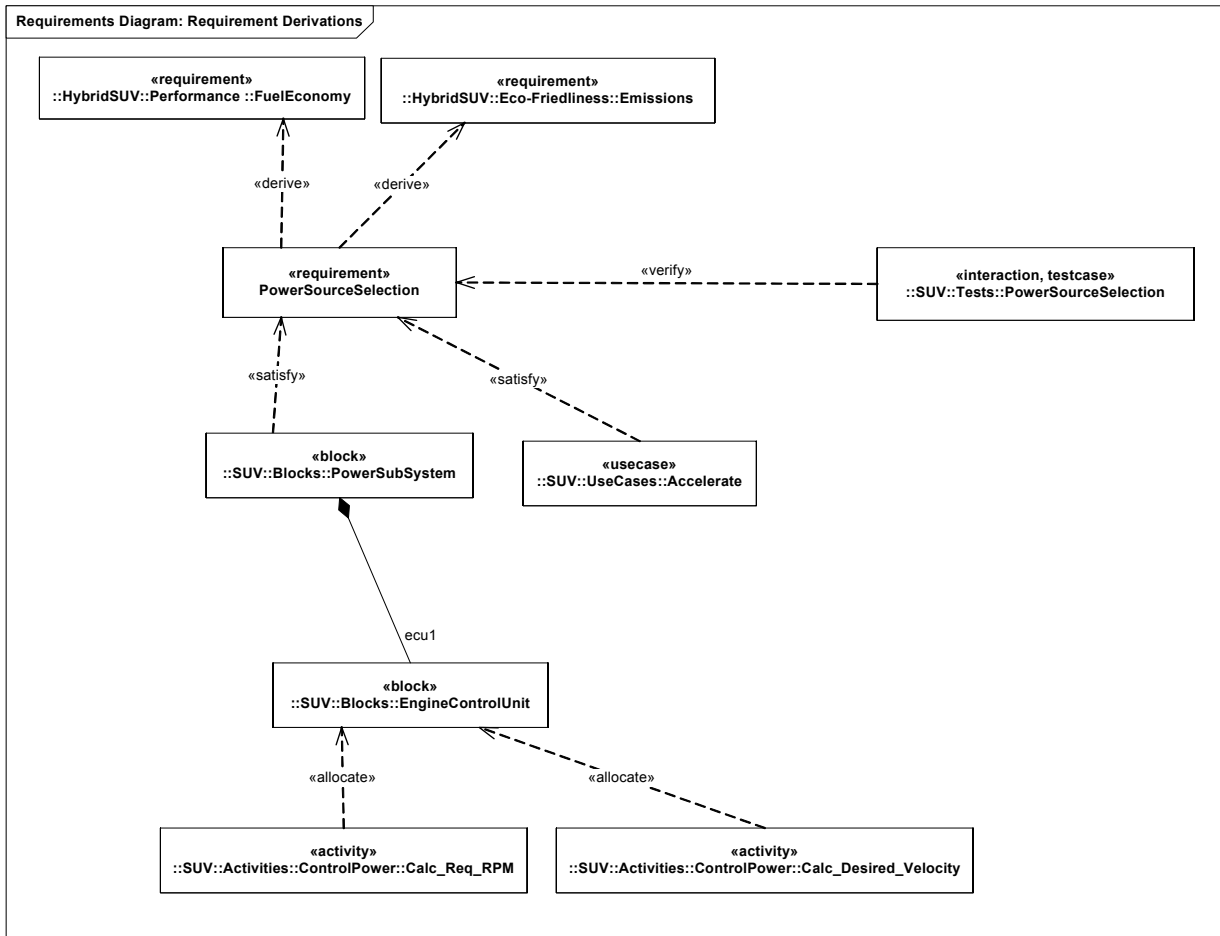 Requirements Diagram: Requirement Derivations
«requirement»
::HybridSUV::Performance ::FuelEconomy
«requirement»
::HybridSUV::Eco-Friedliness::Emissions
«derive»
«derive»
«requirement»
PowerSourceSelection
«verify»
«interaction, testcase»
::SUV::Tests::PowerSourceSelection
«satisfy»
«satisfy»
«block»
::SUV::Blocks::PowerSubSystem
«usecase»
::SUV::UseCases::Accelerate
ecu1
«block»
::SUV::Blocks::EngineControlUnit
«allocate»
«allocate»
«activity»
::SUV::Activities::ControlPower::Calc_Req_RPM
«activity»
::SUV::Activities::ControlPower::Calc_Desired_Velocity